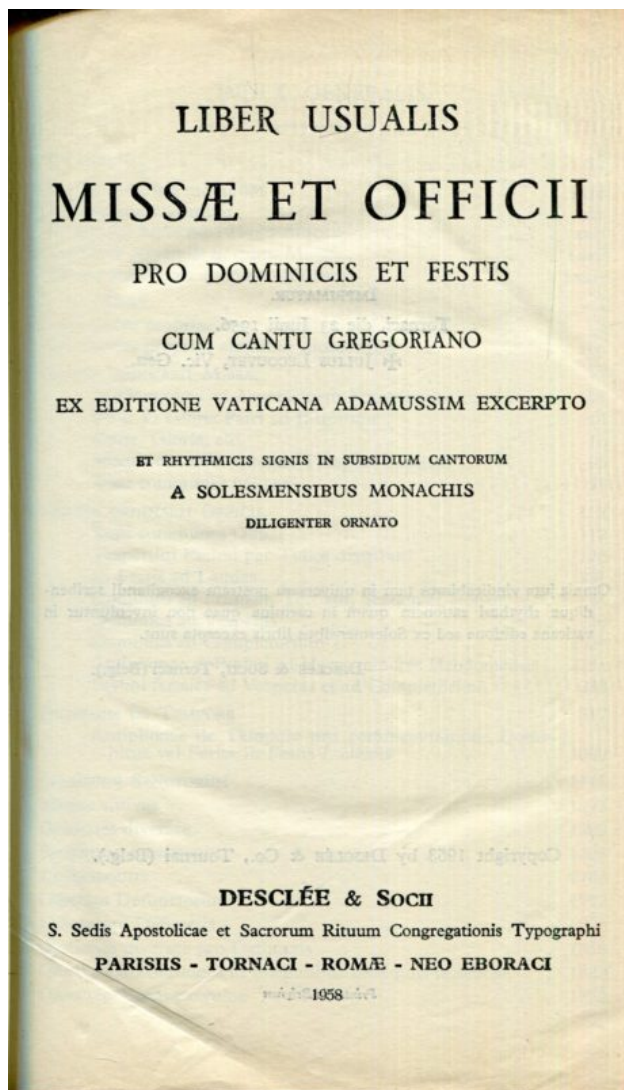 LIBER USUALIS
MISSÆ ET OFFICII
PRO DOMINICIS ET FESTIS
CUM CANTU GREGORIANO
EX EDITIONE VATICANA ADAMUSSIM EXCERPTO
ET RHYTHMICIS SIGNIS IN SUBSIDIUM CANTORUM
A SOLESMENSIBUS MONACHIS
DILIGENTER ORNATO
DESCLÉE & SOCII
S. Sedis Apostolicae et Sacrorum Rituum Congregationis Typographi
PARISIIS - TORNACI - ROMÆ - NEO EBORACI
1958